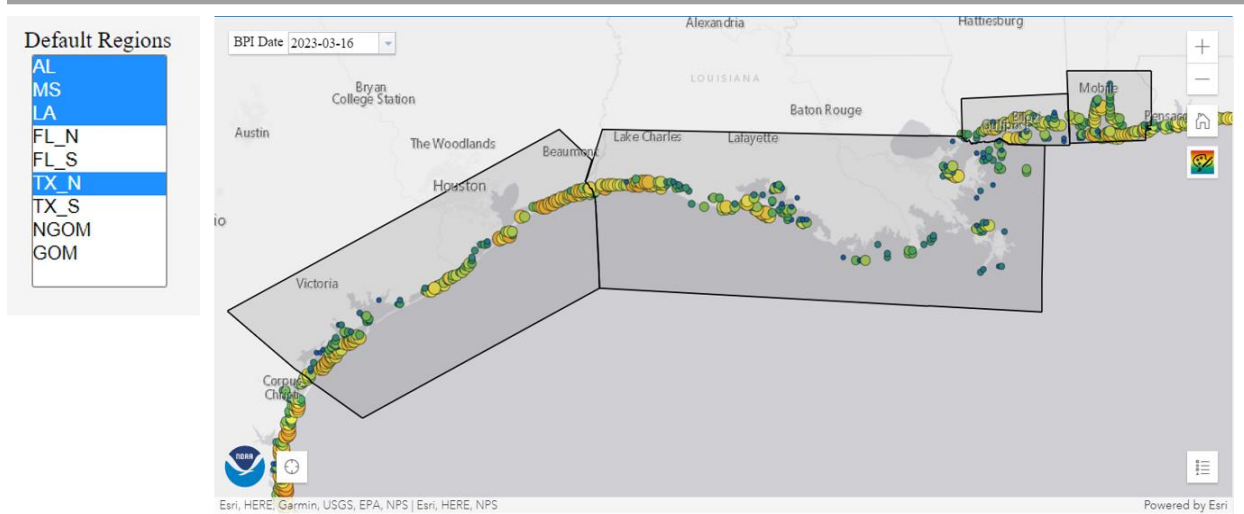 Default Regions
AL
MS
LA
FL_N
FL_S
TX_N
TX_S
NGOM
GOM
BPI Date 2023-03-16
Alexandria
Hattiesburg
LOUISIANA
Bryan
College Station
Baton Rouge
Mobile
Austin
The Woodlands
Beaumont
Lake Charles
Lafayette
Houston
Victoria
Corpus
Christi
NOAA
Esri, HERE, Garmin, USGS, EPA, NPS | Esri, HERE, NPS
Powered by Esri